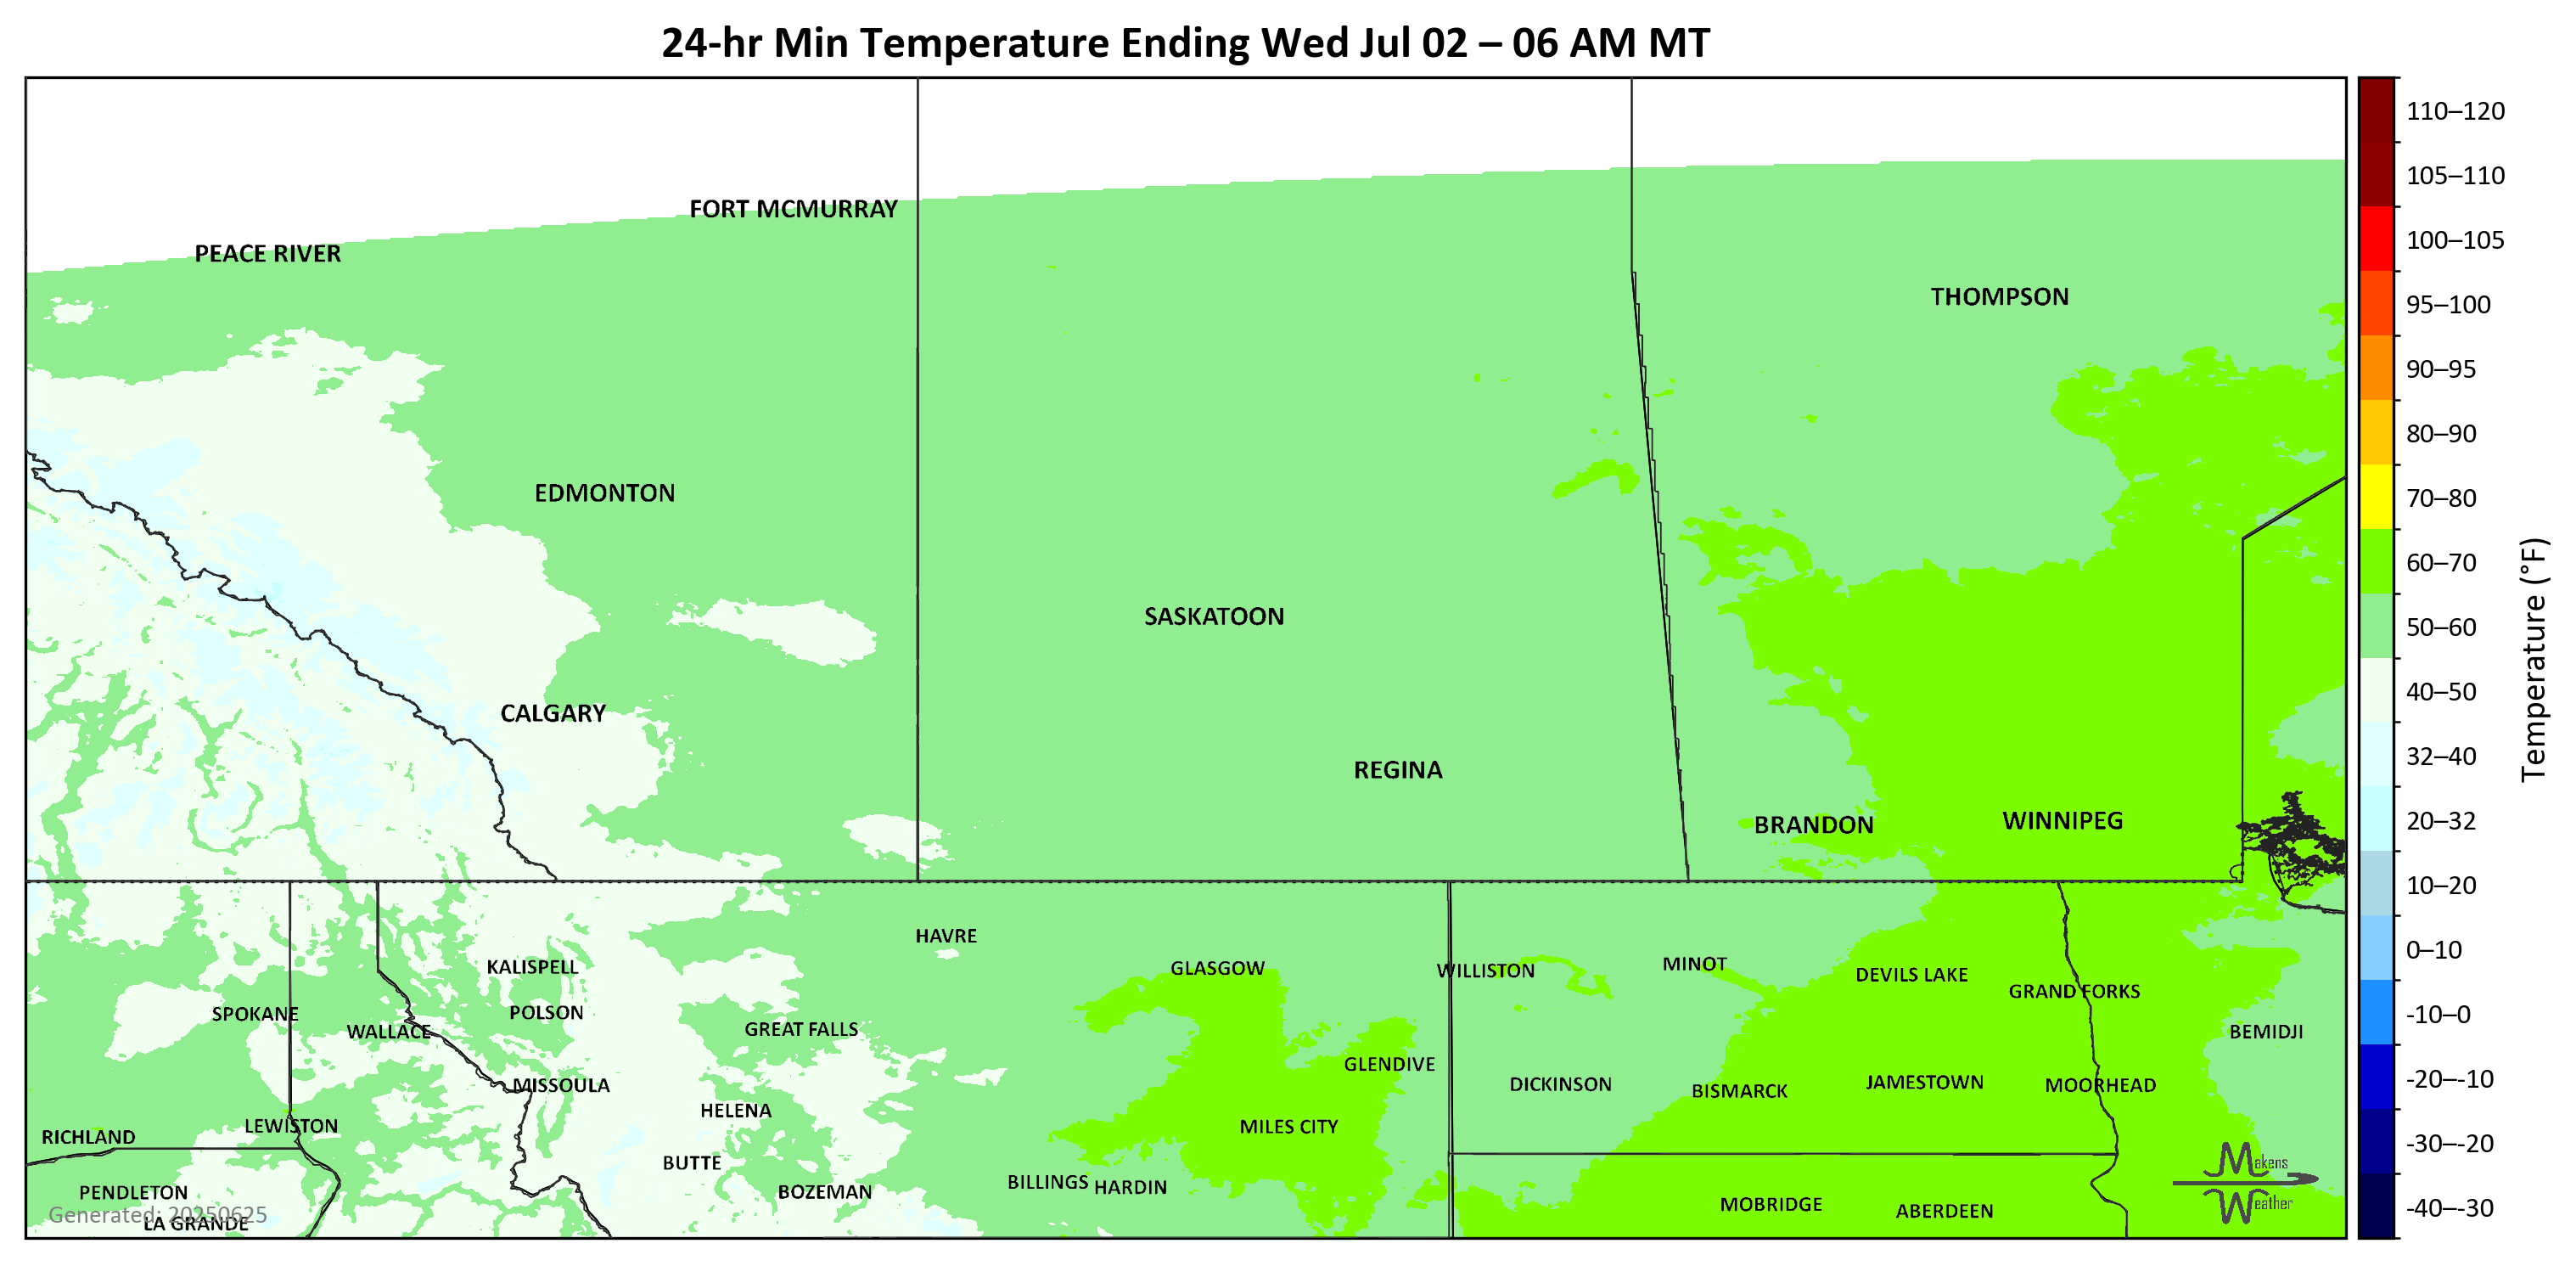 24-hr Min Temperature Ending Wed Jul 02 – 06 AM MT
FORT MCMURRAY
PEACE RIVER
THOMPSON
EDMONTON
SASKATOON
CALGARY
REGINA
BRANDON
WINNIPEG
HAVRE
KALISPELL
GLASGOW
WILLISTON
MINOT
DEVILS LAKE
GRAND FORKS
SPOKANE
POLSON
WALLACE
GREAT FALLS
BEMIDJI
GLENDIVE
MISSOULA
DICKINSON
BISMARCK
JAMESTOWN
MOORHEAD
HELENA
LEWISTON
MILES CITY
RICHLAND
BUTTE
BILLINGS
HARDIN
PENDLETON
BOZEMAN
MOBRIDGE
ABERDEEN
Generated: 20250625
LA GRANDE
Makens
Weather
110–120
105–110
100–105
95–100
90–95
80–90
70–80
60–70
50–60
40–50
32–40
20–32
10–20
0–10
-10–0
-20–-10
-30–-20
-40–-30
Temperature (°F)